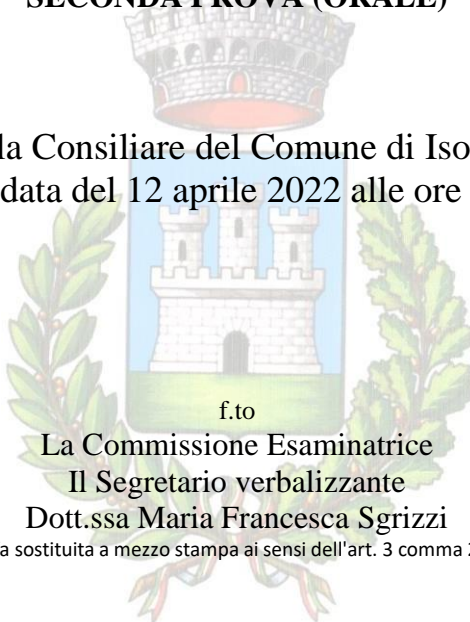 SECONDA PROVA (ORALE)
la Consiliare del Comune di Iso
data del 12 aprile 2022 alle ore
f.to
La Commissione Esaminatrice
Il Segretario verbalizzante
Dott.ssa Maria Francesca Sgrizzi
a sostituita a mezzo stampa ai sensi dell'art. 3 comma